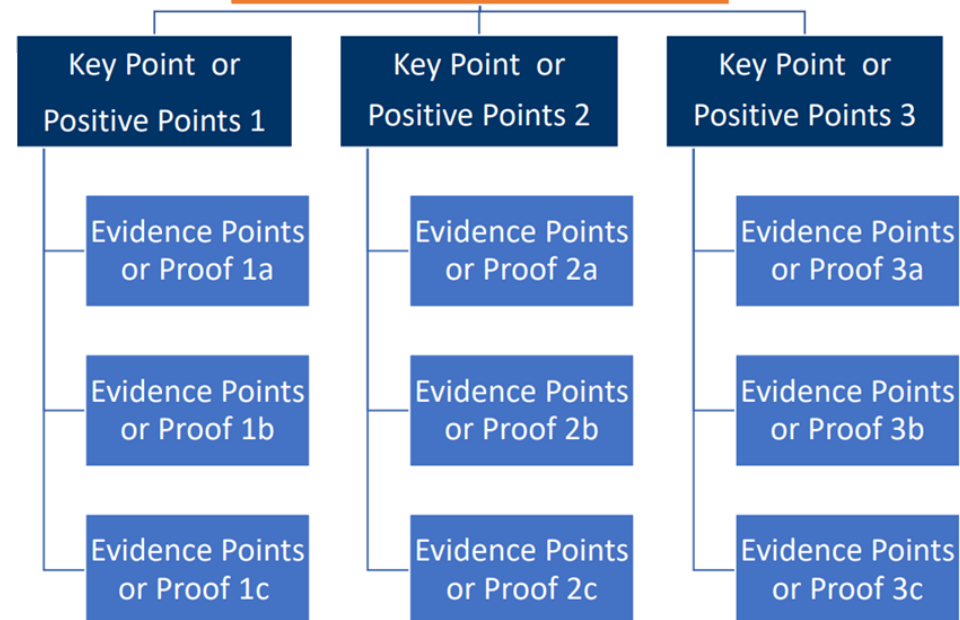 Key Point or
Positive Points 1
Key Point or
Positive Points 2
Key Point or
Positive Points 3
Evidence Points
or Proof 1a
Evidence Points
or Proof 2a
Evidence Points
or Proof 3a
Evidence Points
or Proof 1b
Evidence Points
or Proof 2b
Evidence Points
or Proof 3b
Evidence Points
or Proof 1c
Evidence Points
or Proof 2c
Evidence Points
or Proof 3c